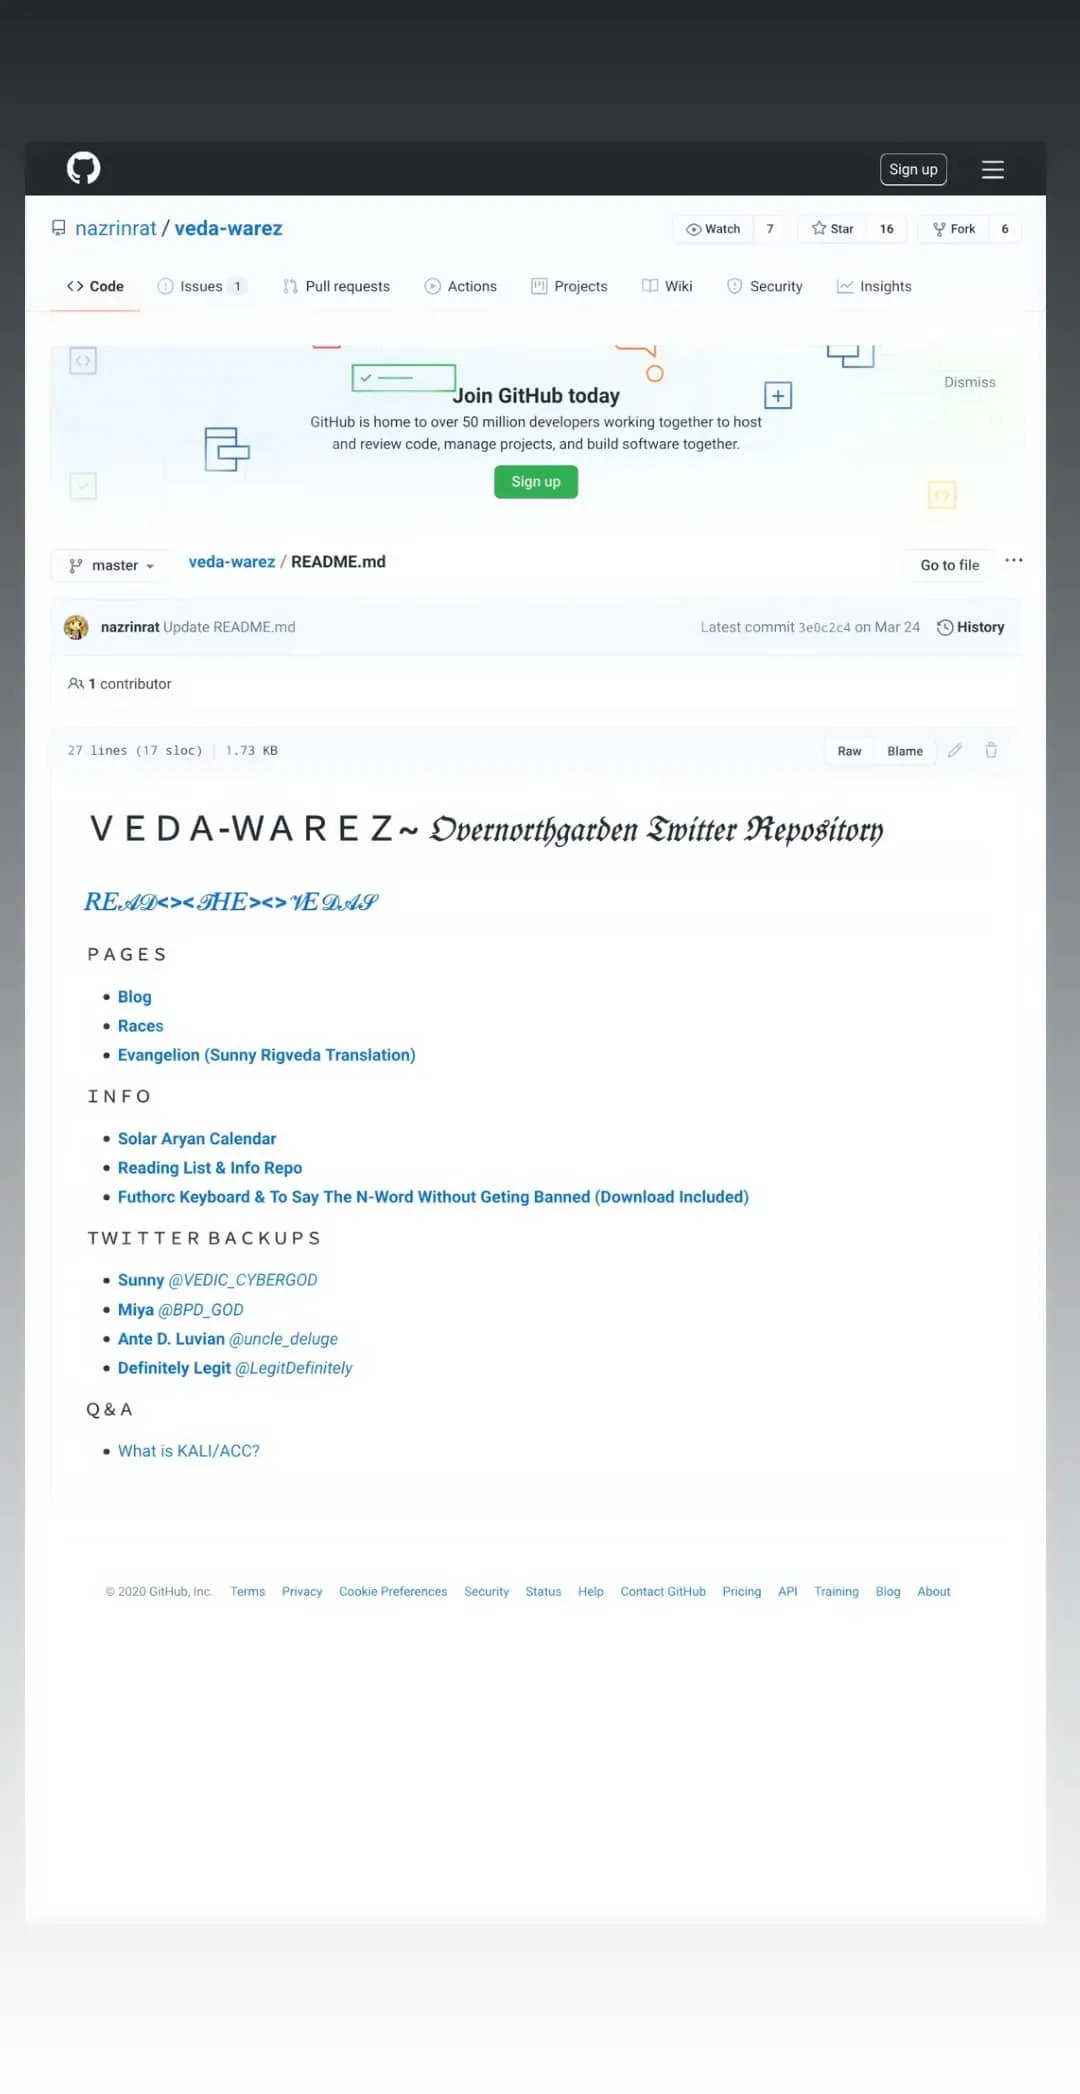 Sign up
nazrinrat / veda-warez
Watch 7 Star 16 Fork 6
Code Issues 1 Pull requests Actions Projects Wiki Security Insights
Dismiss
Join GitHub today
GitHub is home to over 50 million developers working together to host
and review code, manage projects, and build software together.
Sign up
master veda-warez / README.md Go to file ...
nazrinrat Update README.md Latest commit 3e0c2c4 on Mar 24 History
1 contributor
27 lines (17 sloc) | 1.73 KB Raw Blame
V E D A - W A R E Z ~ 𝔒𝔳𝔢𝔯𝔫𝔬𝔯𝔱𝔥𝔤𝔞𝔯𝔡𝔢𝔫 𝔗𝔴𝔦𝔱𝔱𝔢𝔯 ℜ𝔢𝔭𝔬𝔰𝔦𝔱𝔬𝔯𝔶
READ<><THE><>VEDAS
P A G E S
• Blog
• Races
• Evangelion (Sunny Rigveda Translation)
I N F O
• Solar Aryan Calendar
• Reading List & Info Repo
• Futhorc Keyboard & To Say The N-Word Without Geting Banned (Download Included)
T W I T T E R B A C K U P S
• Sunny @VEDIC_CYBERGOD
• Miya @BPD_GOD
• Ante D. Luvian @uncle_deluge
• Definitely Legit @LegitDefinitely
Q & A
• What is KALI/ACC?
© 2020 GitHub, Inc. Terms Privacy Cookie Preferences Security Status Help Contact GitHub Pricing API Training Blog About